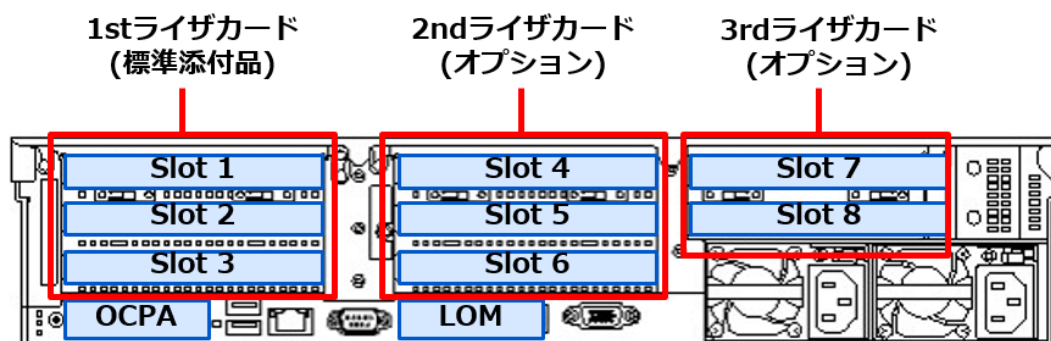 1stライザカード
(標準添付品)
2ndライザカード
(オプション)
3rdライザカード
(オプション)
Slot 1
Slot 4
Slot 7
Slot 2
Slot 5
Slot 8
Slot 3
Slot 6
OCPA
LOM